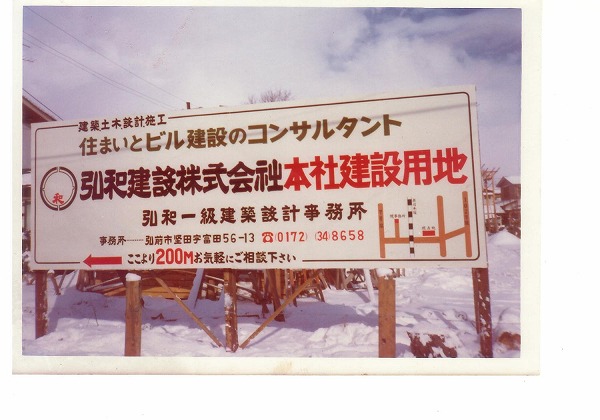 建築土木設計施工
住まいとビル建設のコンサルタント
弘和建設株式会社本社建設用地
弘和一級建築設計事務所
事務所……弘前市堅田字富田56-13 ☎(0172) (34)8658
ここより200Mお気軽にご相談下さい